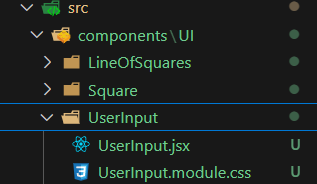 src
components\UI
LineOfSquares
Square
UserInput
UserInput.jsx U
UserInput.module.css U